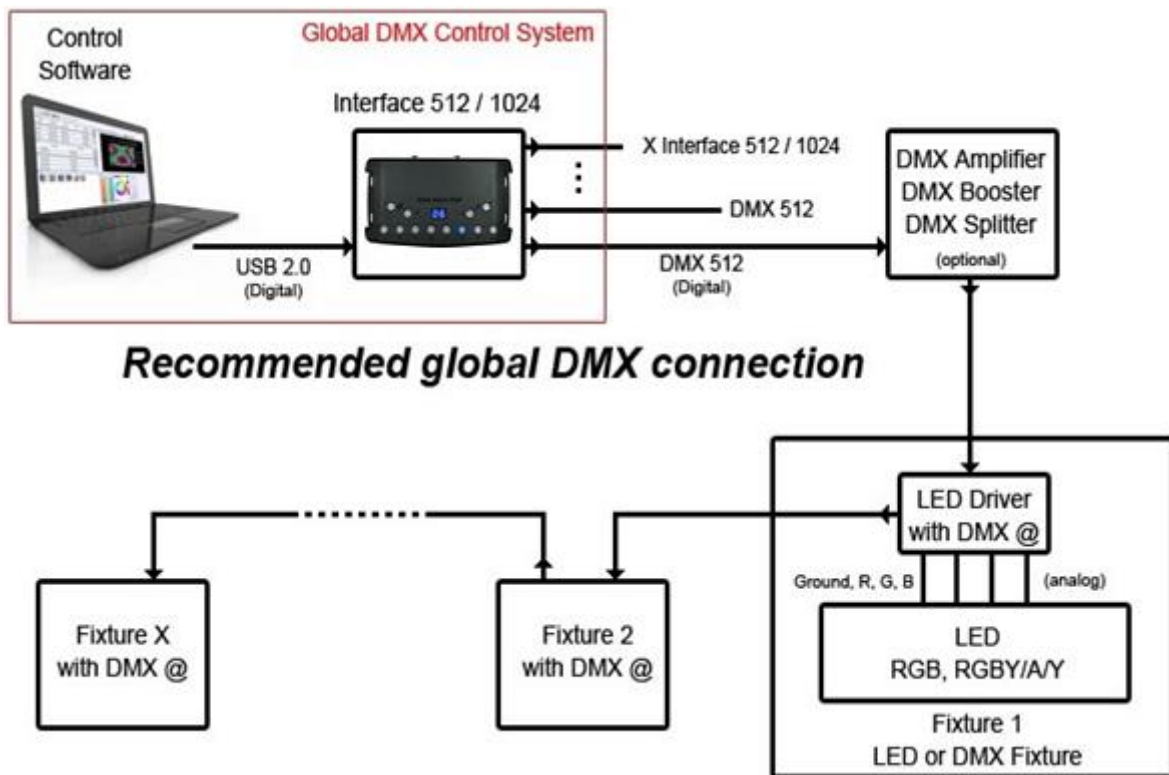 Global DMX Control System
Control
Software
Interface 512 / 1024
X Interface 512 / 1024
DMX 512
USB 2.0
(Digital)
DMX 512
(Digital)
DMX Amplifier
DMX Booster
DMX Splitter
(optional)
Recommended global DMX connection
LED Driver
with DMX @
Ground, R, G, B
(analog)
LED
RGB, RGBY/A/Y
Fixture 1
LED or DMX Fixture
Fixture 2
with DMX @
Fixture X
with DMX @